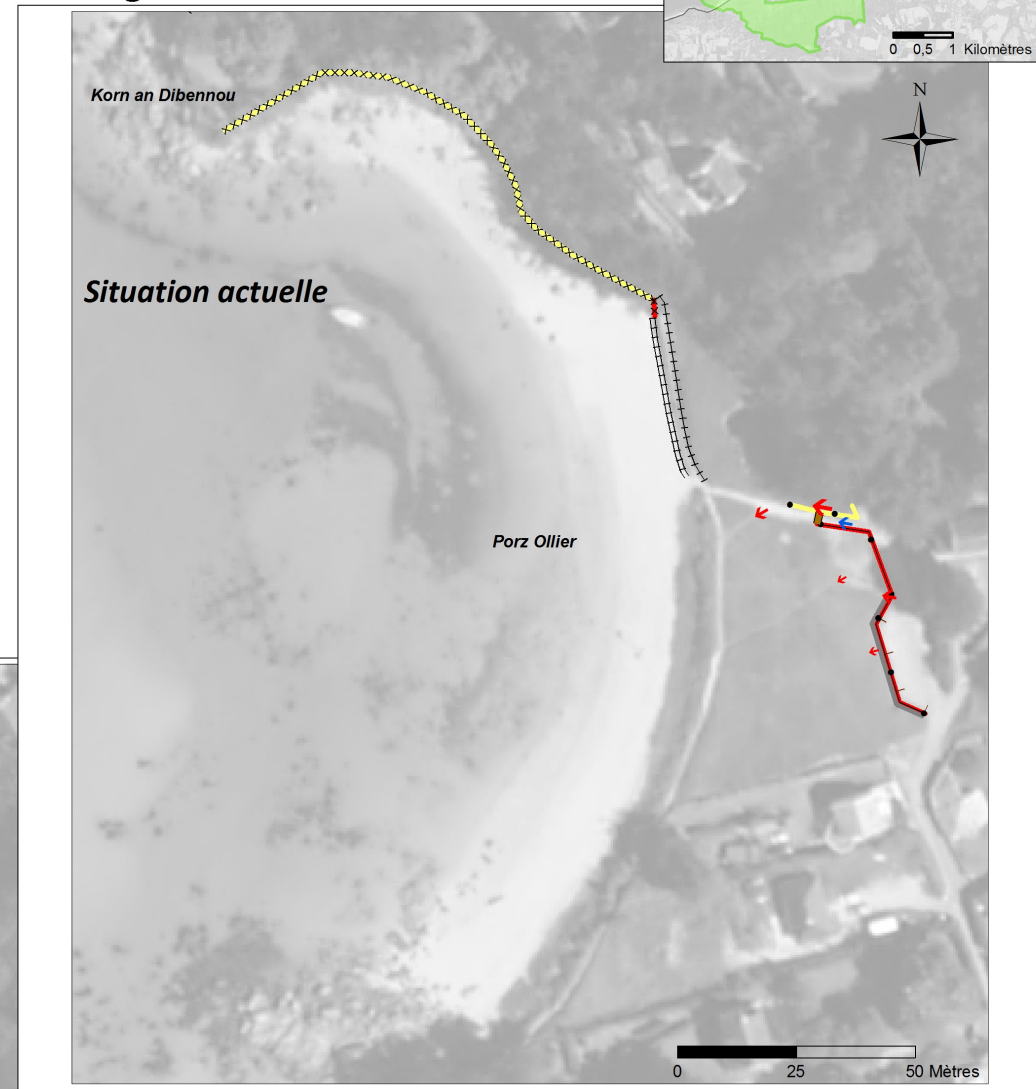 0 0,5 1 Kilomètres
Korn an Dibennou
N
Situation actuelle
Porz Ollier
0 25 50 Mètres